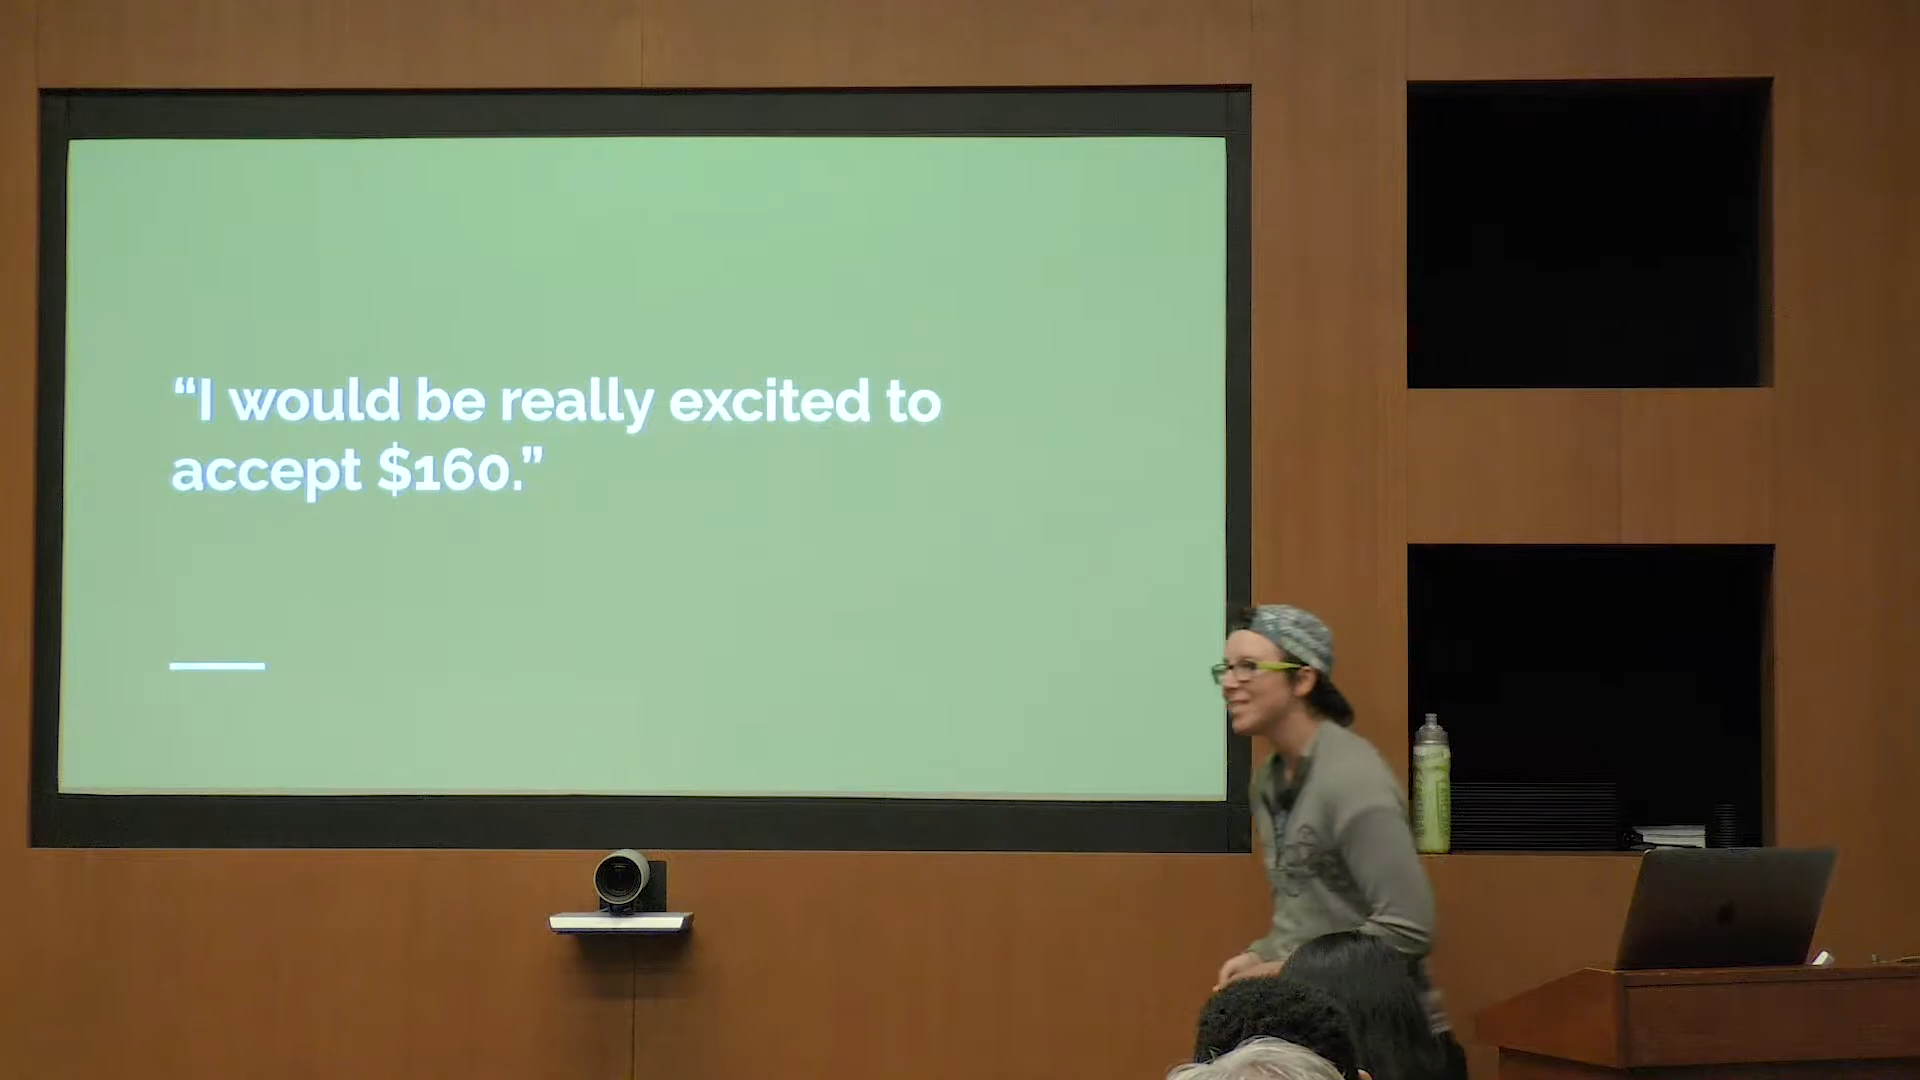 “I would be really excited to
accept $160.”